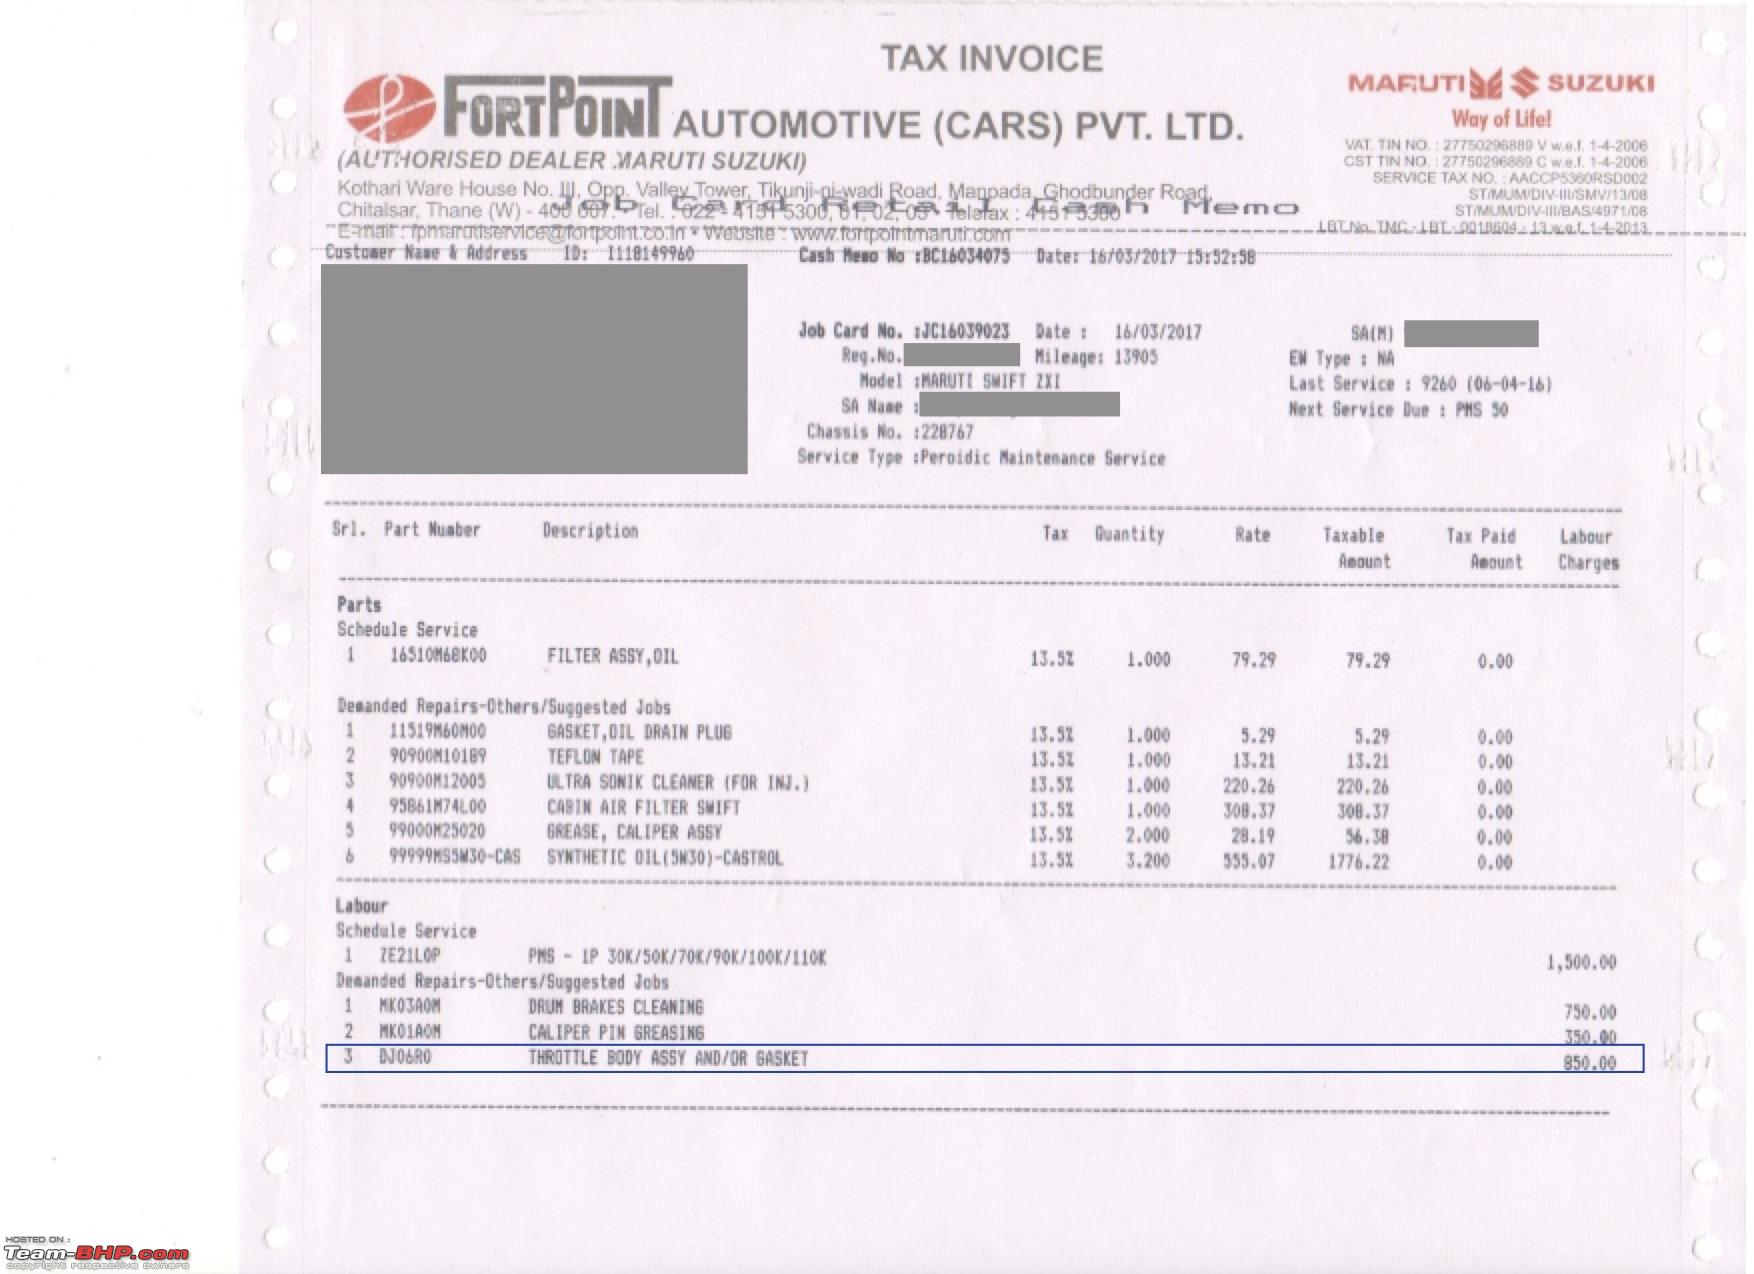 TAX INVOICE
FORTPOINT AUTOMOTIVE (CARS) PVT. LTD.
MARUTI SUZUKI
Way of Life!
(AUTHORISED DEALER MARUTI SUZUKI)
VAT. TIN NO. : 27750296889 V w.e.f. 1-4-2006
CST TIN NO. : 27750296889 C w.e.f. 1-4-2006
SERVICE TAX NO. : AACCP5360RSD002
ST/MUM/DIV-III/SMV/13/08
ST/MUM/DIV-III/BAS/4971/08
LBT.No. TMC - LBT - 0018604 - 13 w.e.f. 1-4-2013
Kothari Ware House No. III, Opp. Valley Tower, Tikunji-ni-wadi Road, Manpada, Ghodbunder Road,
Chitalsar, Thane (W) - 400 607. Tel. : 022 - 4151 5300, 01, 02, 03 Telefax : 4151 5300
Job Card Retail Cash Memo
E-mail : fpmarutiservice@fortpoint.co.in • Website : www.fortpointmaruti.com
Customer Name & Address ID: I118149960 Cash Memo No :BC16034075 Date: 16/03/2017 15:52:58
Job Card No. :JC16039023 Date : 16/03/2017 SA(M)
Reg.No. Mileage: 13905 EW Type : NA
Model :MARUTI SWIFT ZXI Last Service : 9260 (06-04-16)
SA Name : Next Service Due : PMS 50
Chassis No. :228767
Service Type :Peroidic Maintenance Service
Srl. Part Number Description Tax Quantity Rate Taxable Tax Paid Labour
Amount Amount Charges
Parts
Schedule Service
1 16510M68K00 FILTER ASSY,OIL 13.5% 1.000 79.29 79.29 0.00
Demanded Repairs-Others/Suggested Jobs
1 11519M60M00 GASKET,OIL DRAIN PLUG 13.5% 1.000 5.29 5.29 0.00
2 90900M10189 TEFLON TAPE 13.5% 1.000 13.21 13.21 0.00
3 90900M12005 ULTRA SONIK CLEANER (FOR INJ.) 13.5% 1.000 220.26 220.26 0.00
4 95861M74L00 CABIN AIR FILTER SWIFT 13.5% 1.000 308.37 308.37 0.00
5 99000M25020 GREASE, CALIPER ASSY 13.5% 2.000 28.19 56.38 0.00
6 99999MS5W30-CAS SYNTHETIC OIL(5W30)-CASTROL 13.5% 3.200 555.07 1776.22 0.00
Labour
Schedule Service
1 ZE21LOP PMS - 1P 30K/50K/70K/90K/100K/110K 1,500.00
Demanded Repairs-Others/Suggested Jobs
1 MK03A0M DRUM BRAKES CLEANING 750.00
2 MK01A0M CALIPER PIN GREASING 350.00
3 DJ06R0 THROTTLE BODY ASSY AND/OR GASKET 850.00
HOSTED ON :
Team-BHP.com
copyright respective owners